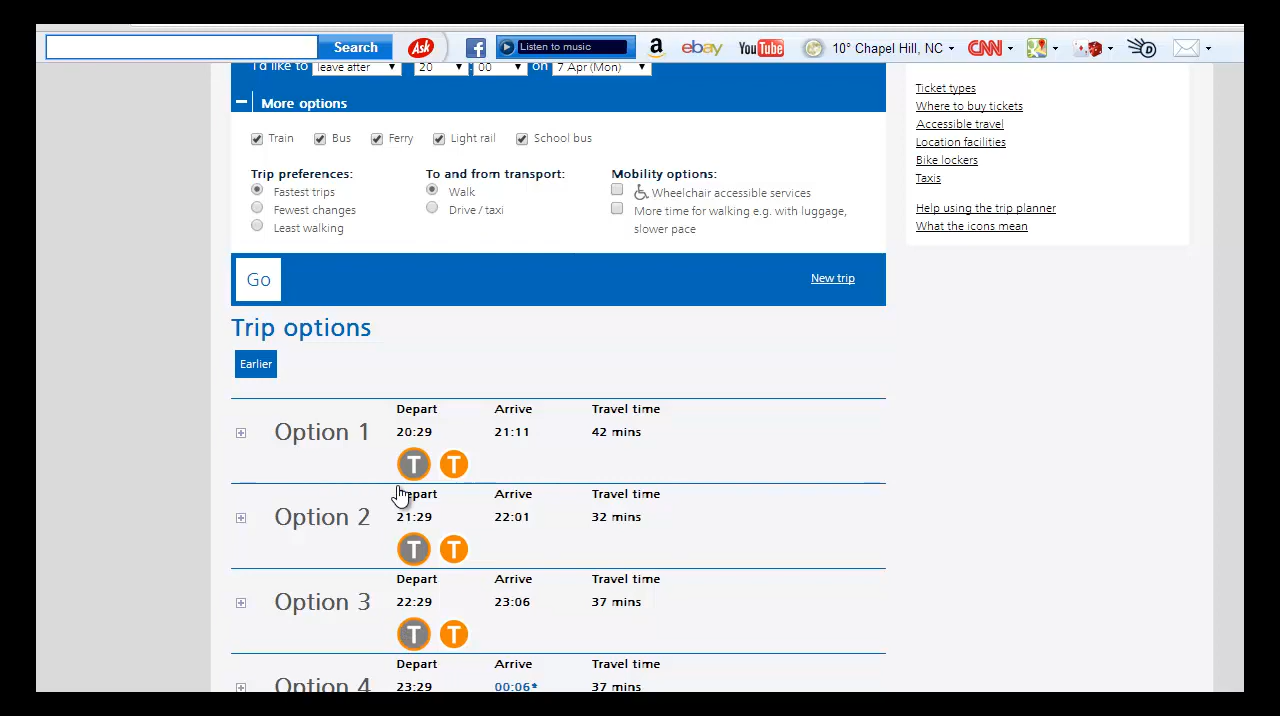 Search Ask Listen to music a ebay YouTube 10° Chapel Hill, NC CNN
I'd like to leave after 20 : 00 on 7 Apr (Mon)
More options
Train Bus Ferry Light rail School bus
Trip preferences: To and from transport: Mobility options:
Fastest trips Walk Wheelchair accessible services
Fewest changes Drive / taxi More time for walking e.g. with luggage,
Least walking slower pace
Go New trip
Trip options
Earlier
Depart Arrive Travel time
Option 1 20:29 21:11 42 mins
T T
Depart Arrive Travel time
Option 2 21:29 22:01 32 mins
T T
Depart Arrive Travel time
Option 3 22:29 23:06 37 mins
T T
Depart Arrive Travel time
Option 4 23:29 00:06*  37 mins
Ticket types
Where to buy tickets
Accessible travel
Location facilities
Bike lockers
Taxis
Help using the trip planner
What the icons mean